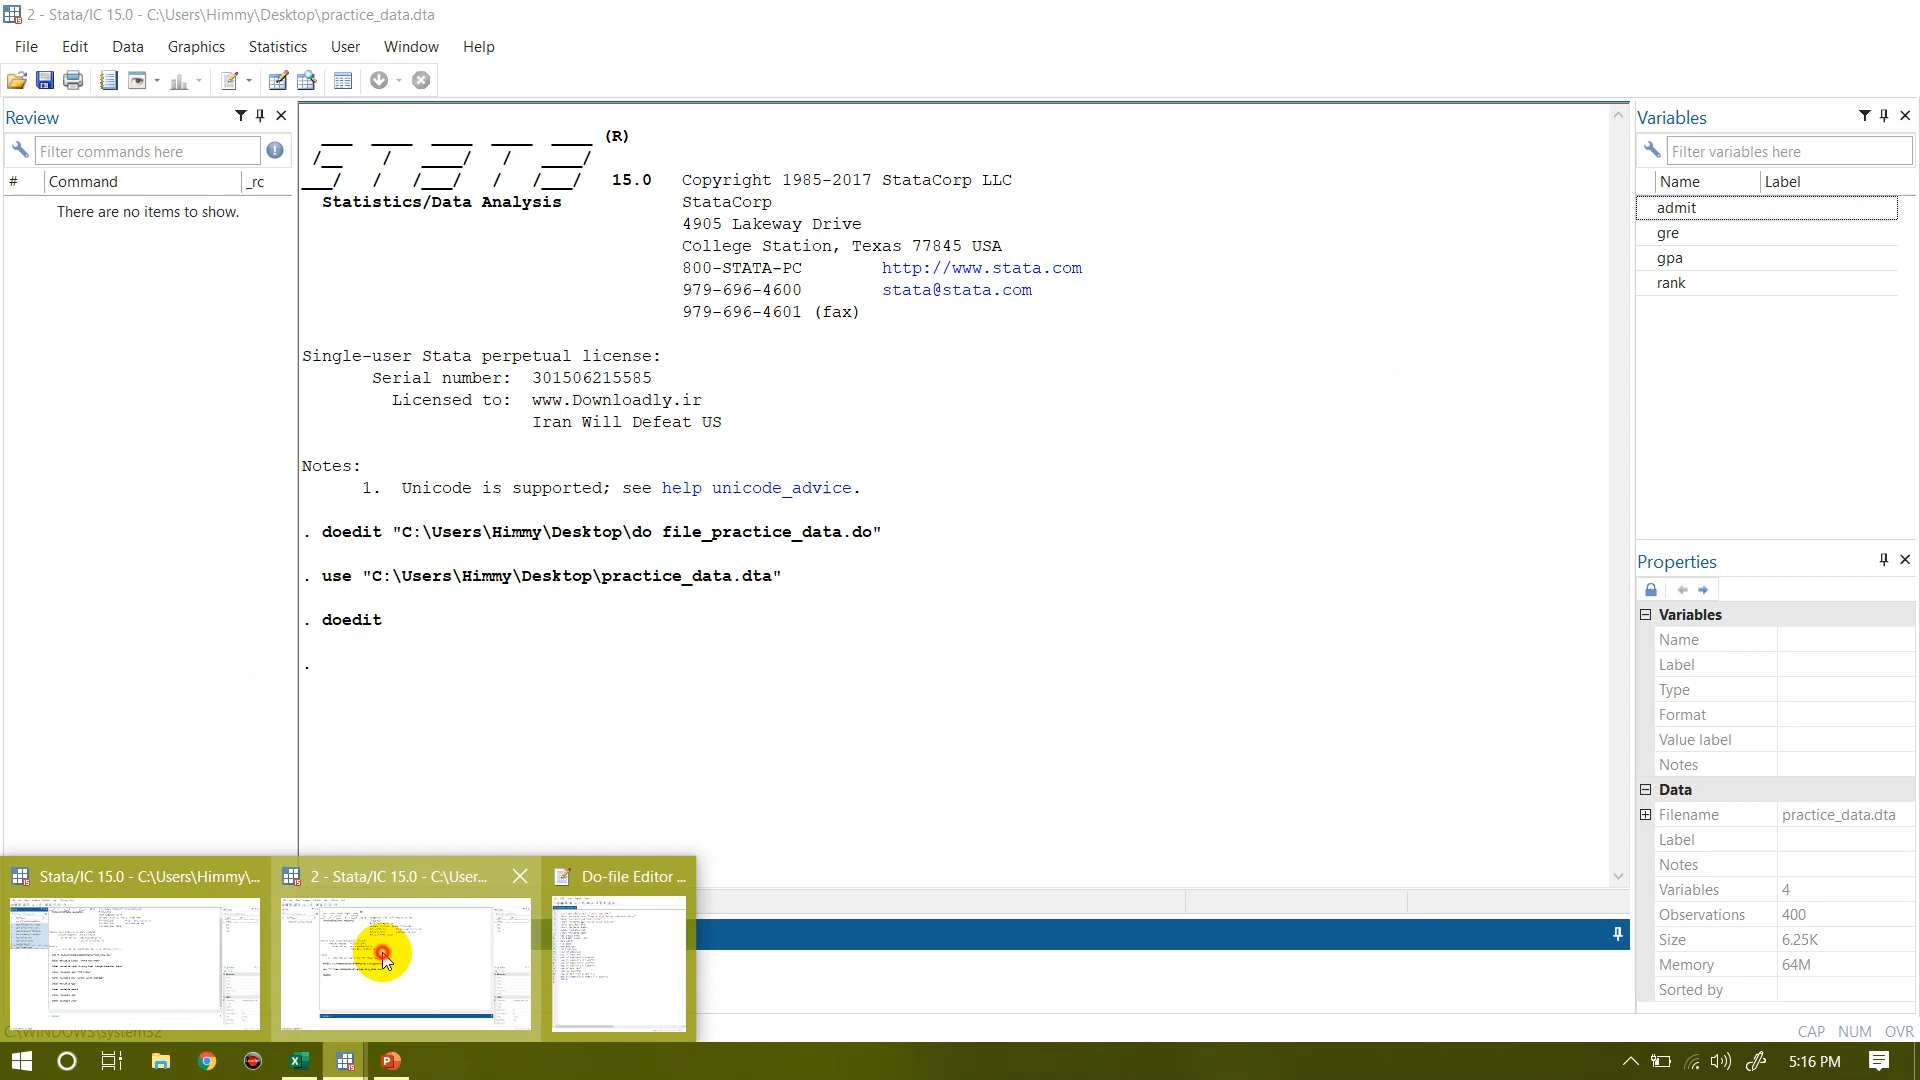 2 - Stata/IC 15.0 - C:\Users\Himmy\Desktop\practice_data.dta
File Edit Data Graphics Statistics User Window Help
Review
Filter commands here
# Command _rc
There are no items to show.
(R)
STATA 15.0 Copyright 1985-2017 StataCorp LLC
Statistics/Data Analysis StataCorp
4905 Lakeway Drive
College Station, Texas 77845 USA
800-STATA-PC http://www.stata.com
979-696-4600 stata@stata.com
979-696-4601 (fax)
Single-user Stata perpetual license:
Serial number: 301506215585
Licensed to: www.Downloadly.ir
Iran Will Defeat US
Notes:
1. Unicode is supported; see help unicode_advice.
. doedit "C:\Users\Himmy\Desktop\do file_practice_data.do"
. use "C:\Users\Himmy\Desktop\practice_data.dta"
. doedit
.
Variables
Filter variables here
Name Label
admit
gre
gpa
rank
Properties
Variables
Name
Label
Type
Format
Value label
Notes
Data
Filename practice_data.dta
Label
Notes
Variables 4
Observations 400
Size 6.25K
Memory 64M
Sorted by
Stata/IC 15.0 - C:\Users\Himmy\...
2 - Stata/IC 15.0 - C:\User...
Do-file Editor ...
C:\WINDOWS\system32
CAP NUM OVR
5:16 PM